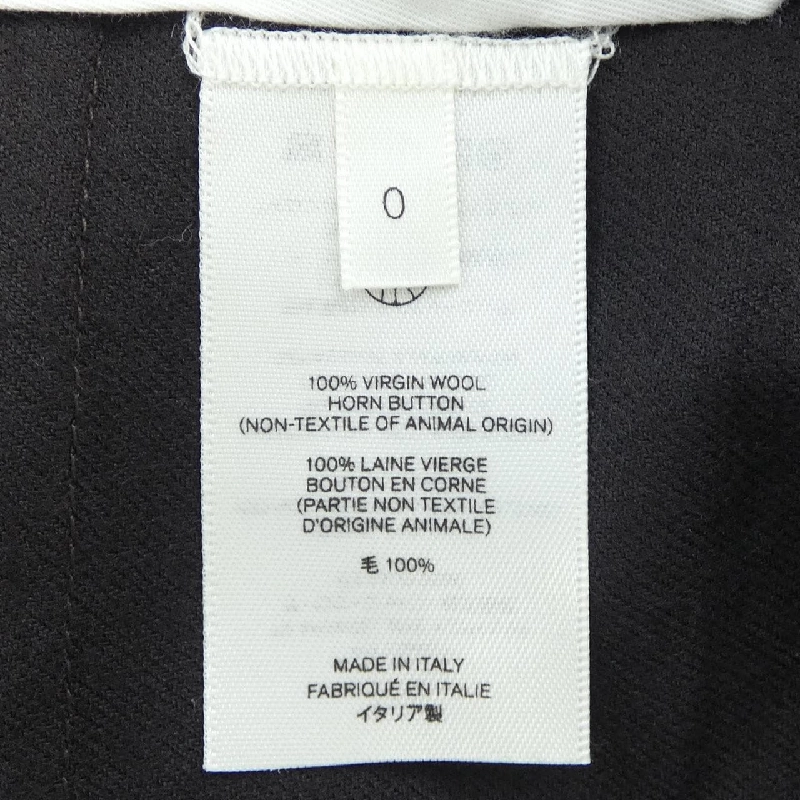 0
100% VIRGIN WOOL
HORN BUTTON
(NON-TEXTILE OF ANIMAL ORIGIN)
100% LAINE VIERGE
BOUTON EN CORNE
(PARTIE NON TEXTILE
D'ORIGINE ANIMALE)
毛 100%
MADE IN ITALY
FABRIQUÉ EN ITALIE
イタリア製